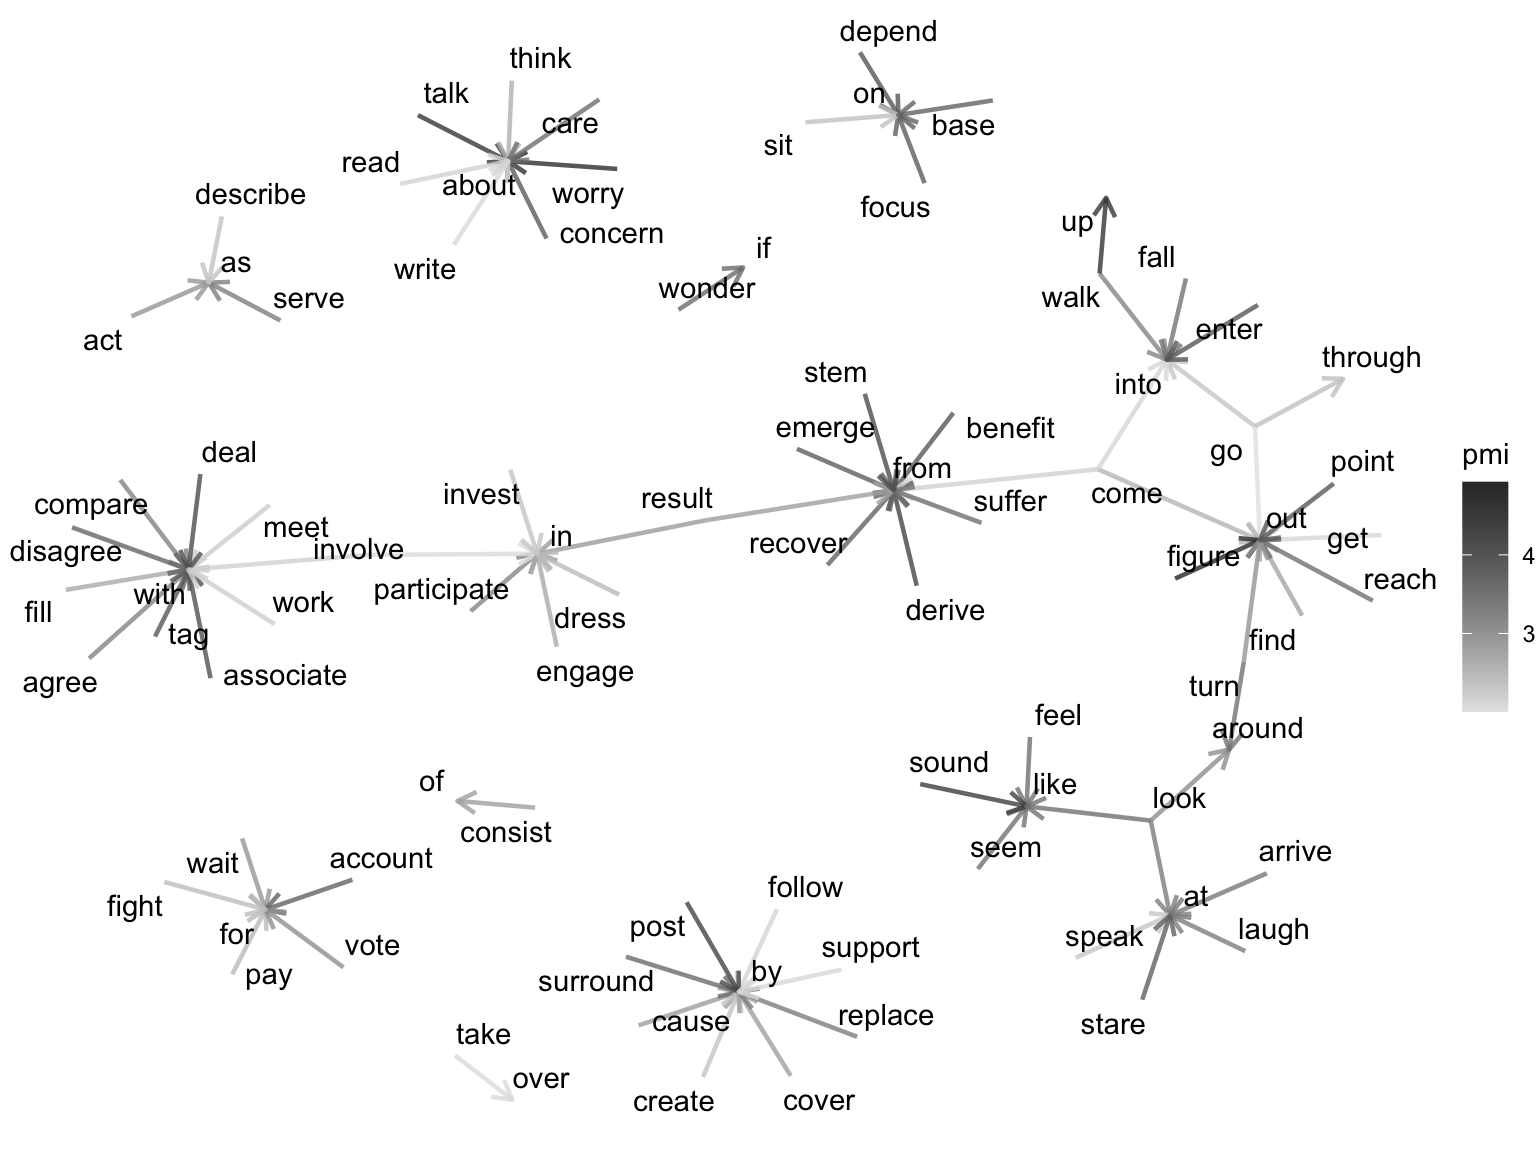 depend
think
talk
on
care
base
sit
read
about
worry
describe
focus
up
concern
fall
if
as
write
wonder
serve
walk
enter
act
through
stem
into
emerge
benefit
deal
go
pmi
point
from
invest
result
come
suffer
compare
out
meet
in
get
disagree
involve
recover
figure
4
reach
participate
with
work
fill
derive
dress
tag
3
find
engage
associate
agree
turn
feel
around
sound
of
like
look
consist
seem
wait
account
arrive
follow
at
fight
post
for
vote
speak
laugh
support
pay
by
surround
cause
replace
stare
take
over
create
cover